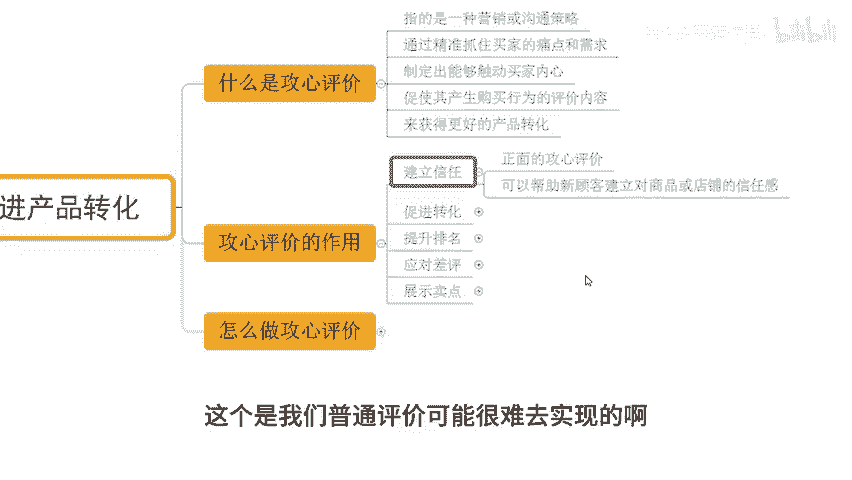 指的是一种营销或沟通策略
通过精准抓住买家的痛点和需求
什么是攻心评价
制定出能够触动买家内心
促使其产生购买行为的评价内容
来获得更好的产品转化
正面的攻心评价
建立信任
可以帮助新顾客建立对商品或店铺的信任感
进产品转化
促进转化
攻心评价的作用
提升排名
应对差评
展示卖点
怎么做攻心评价
这个是我们普通评价可能很难去实现的啊
bilibili